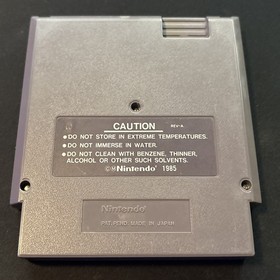 CAUTION
REV-A
•DO NOT STORE IN EXTREME TEMPERATURES.
•DO NOT IMMERSE IN WATER.
•DO NOT CLEAN WITH BENZENE, THINNER,
ALCOHOL OR OTHER SUCH SOLVENTS.
©Nintendo® 1985
Nintendo
MADE IN JAPAN